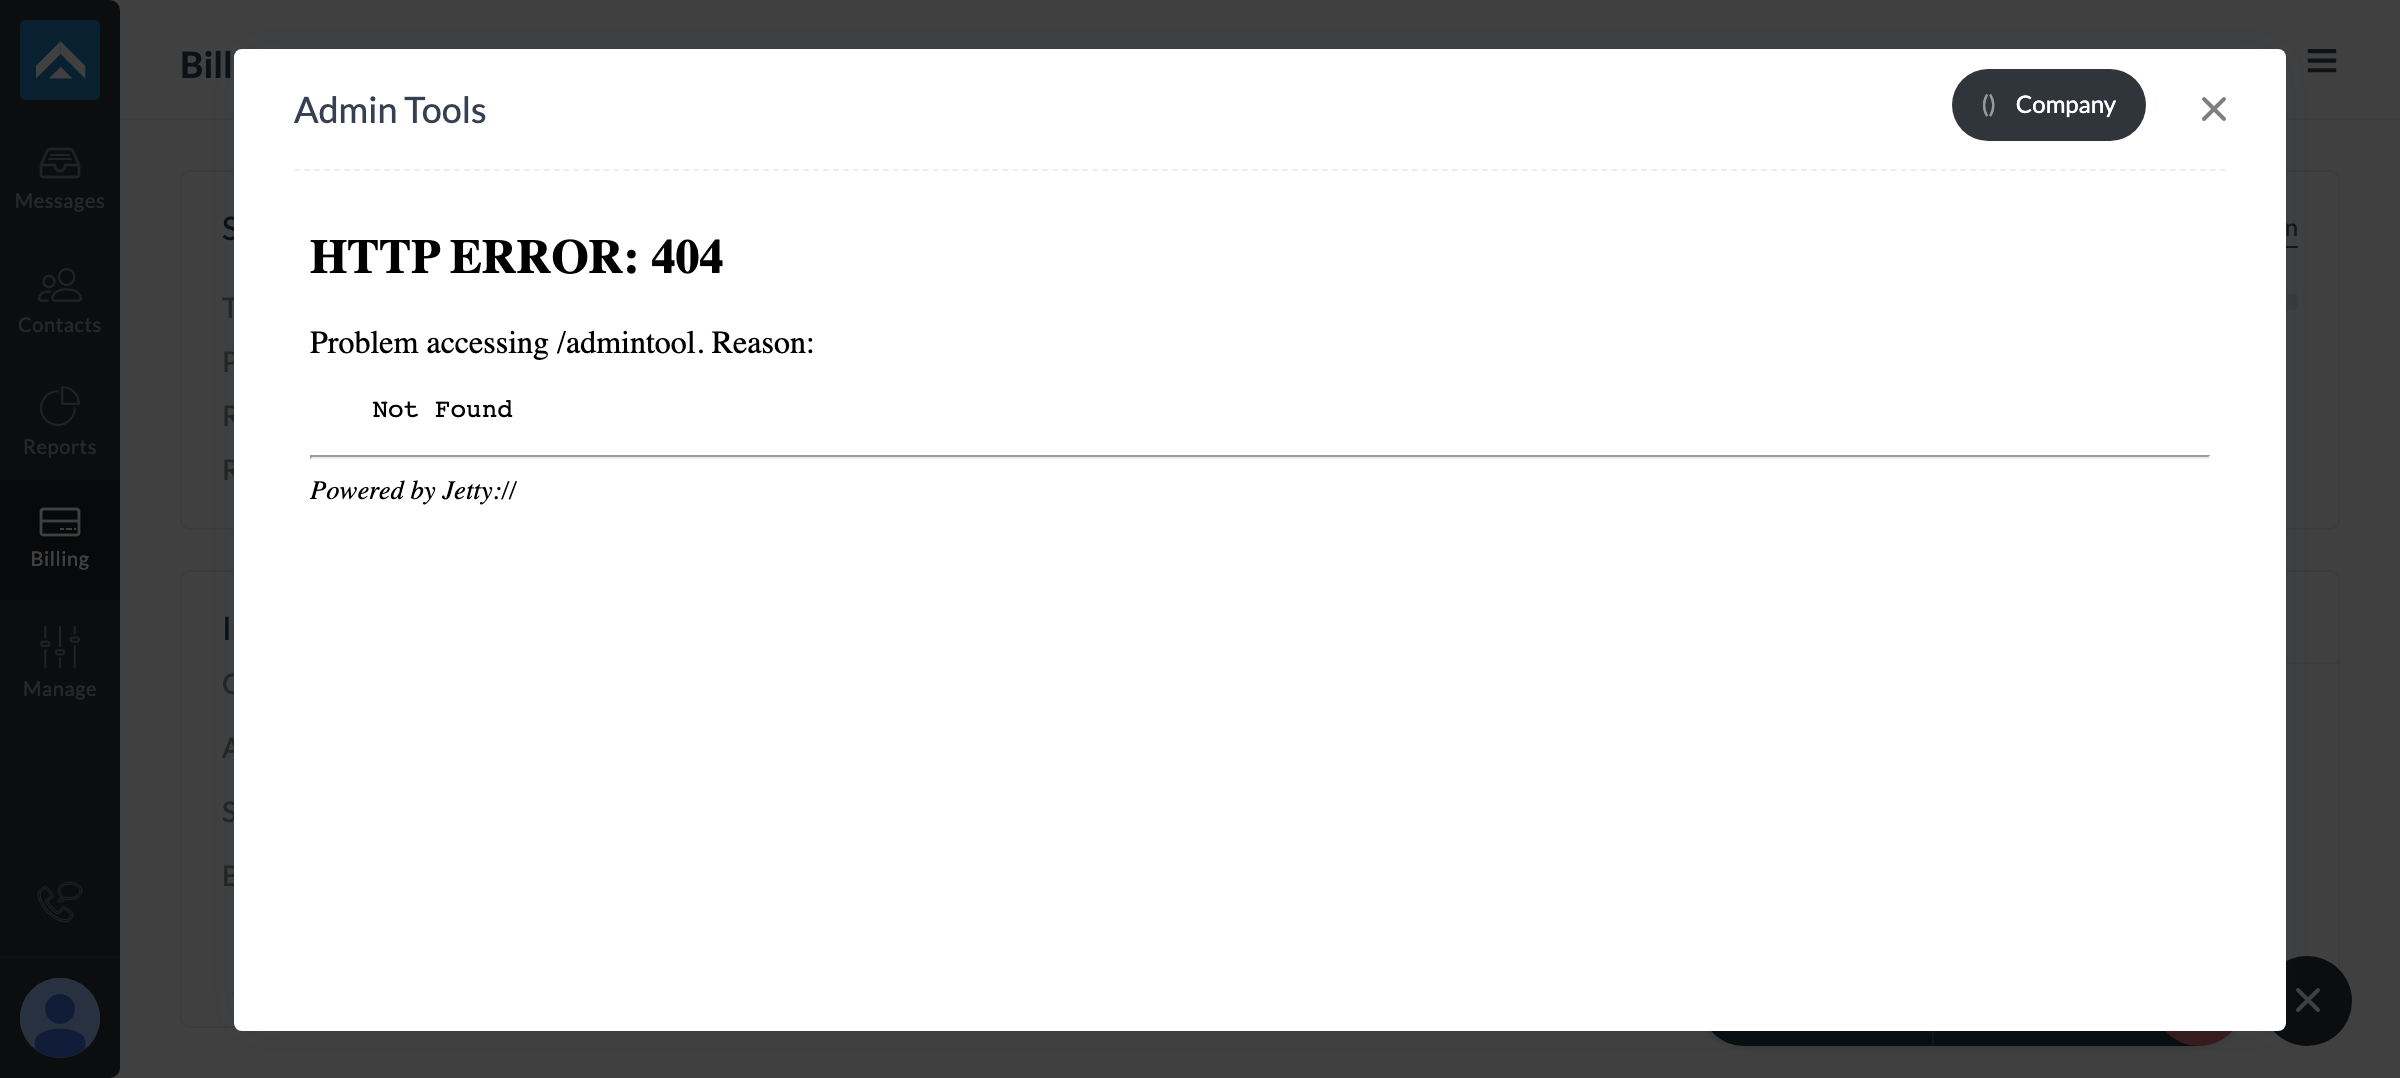 Admin Tools
() Company
HTTP ERROR: 404
Problem accessing /admintool. Reason:
Not Found
Powered by Jetty://
Messages
Contacts
Reports
Billing
Manage